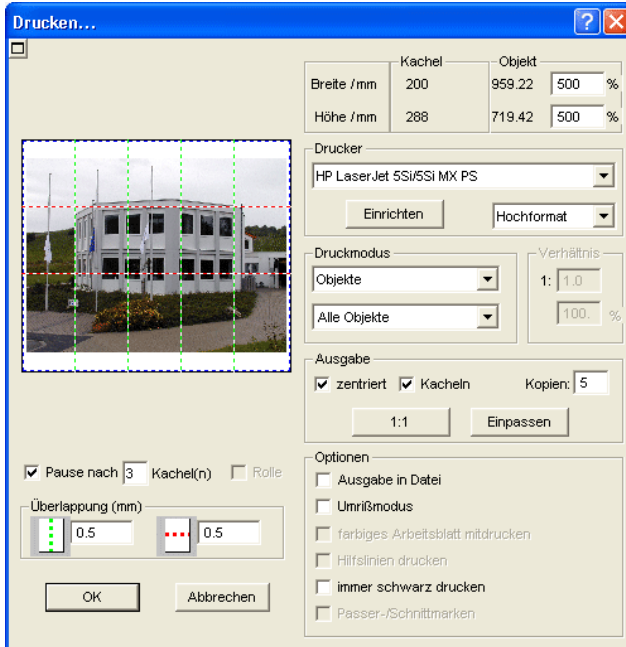 Drucken...
Kachel Objekt
Breite / mm 200 959.22 500 %
Höhe / mm 288 719.42 500 %
Drucker
HP LaserJet 5Si/5Si MX PS
Einrichten Hochformat
Druckmodus Verhältnis
Objekte 1: 1.0
Alle Objekte 100. %
Ausgabe
zentriert Kacheln Kopien: 5
1:1 Einpassen
Pause nach 3 Kachel(n) Rolle
Überlappung (mm)
0.5 0.5
OK Abbrechen
Optionen
Ausgabe in Datei
Umrißmodus
farbiges Arbeitsblatt mitdrucken
Hilfslinien drucken
immer schwarz drucken
Passer-/Schnittmarken